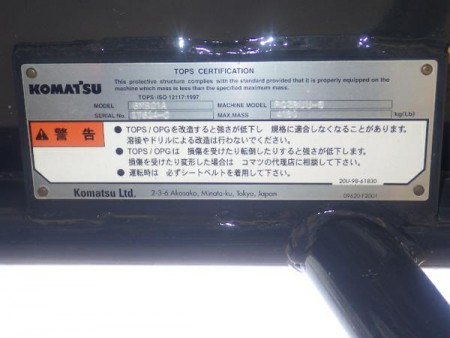 TOPS CERTIFICATION
This protective structure complies with the standard provided that it is properly equipped on the
machine which mass is less than the specified maximum mass.
KOMATSU
TOPS:ISO 12117:1997
MODEL MACHINE MODEL
SERIAL No. MAX.MASS kg(Lb)
警告
● TOPS/OPGを改造すると強さが低下し 規格に適合しなくなることがあります。
溶接やドリルによる改造は行わないでください。
● TOPS/OPGは 損傷を受けたり転倒したりすると強さが低下します。
損傷を受けたり変形した場合は コマツの代理店に相談して下さい。
● 運転時は 必ずシートベルトを着用して下さい。
20U-98-61830
Komatsu Ltd. 2-3-6 Akasaka, Minato-ku, Tokyo, Japan
09620-F0001